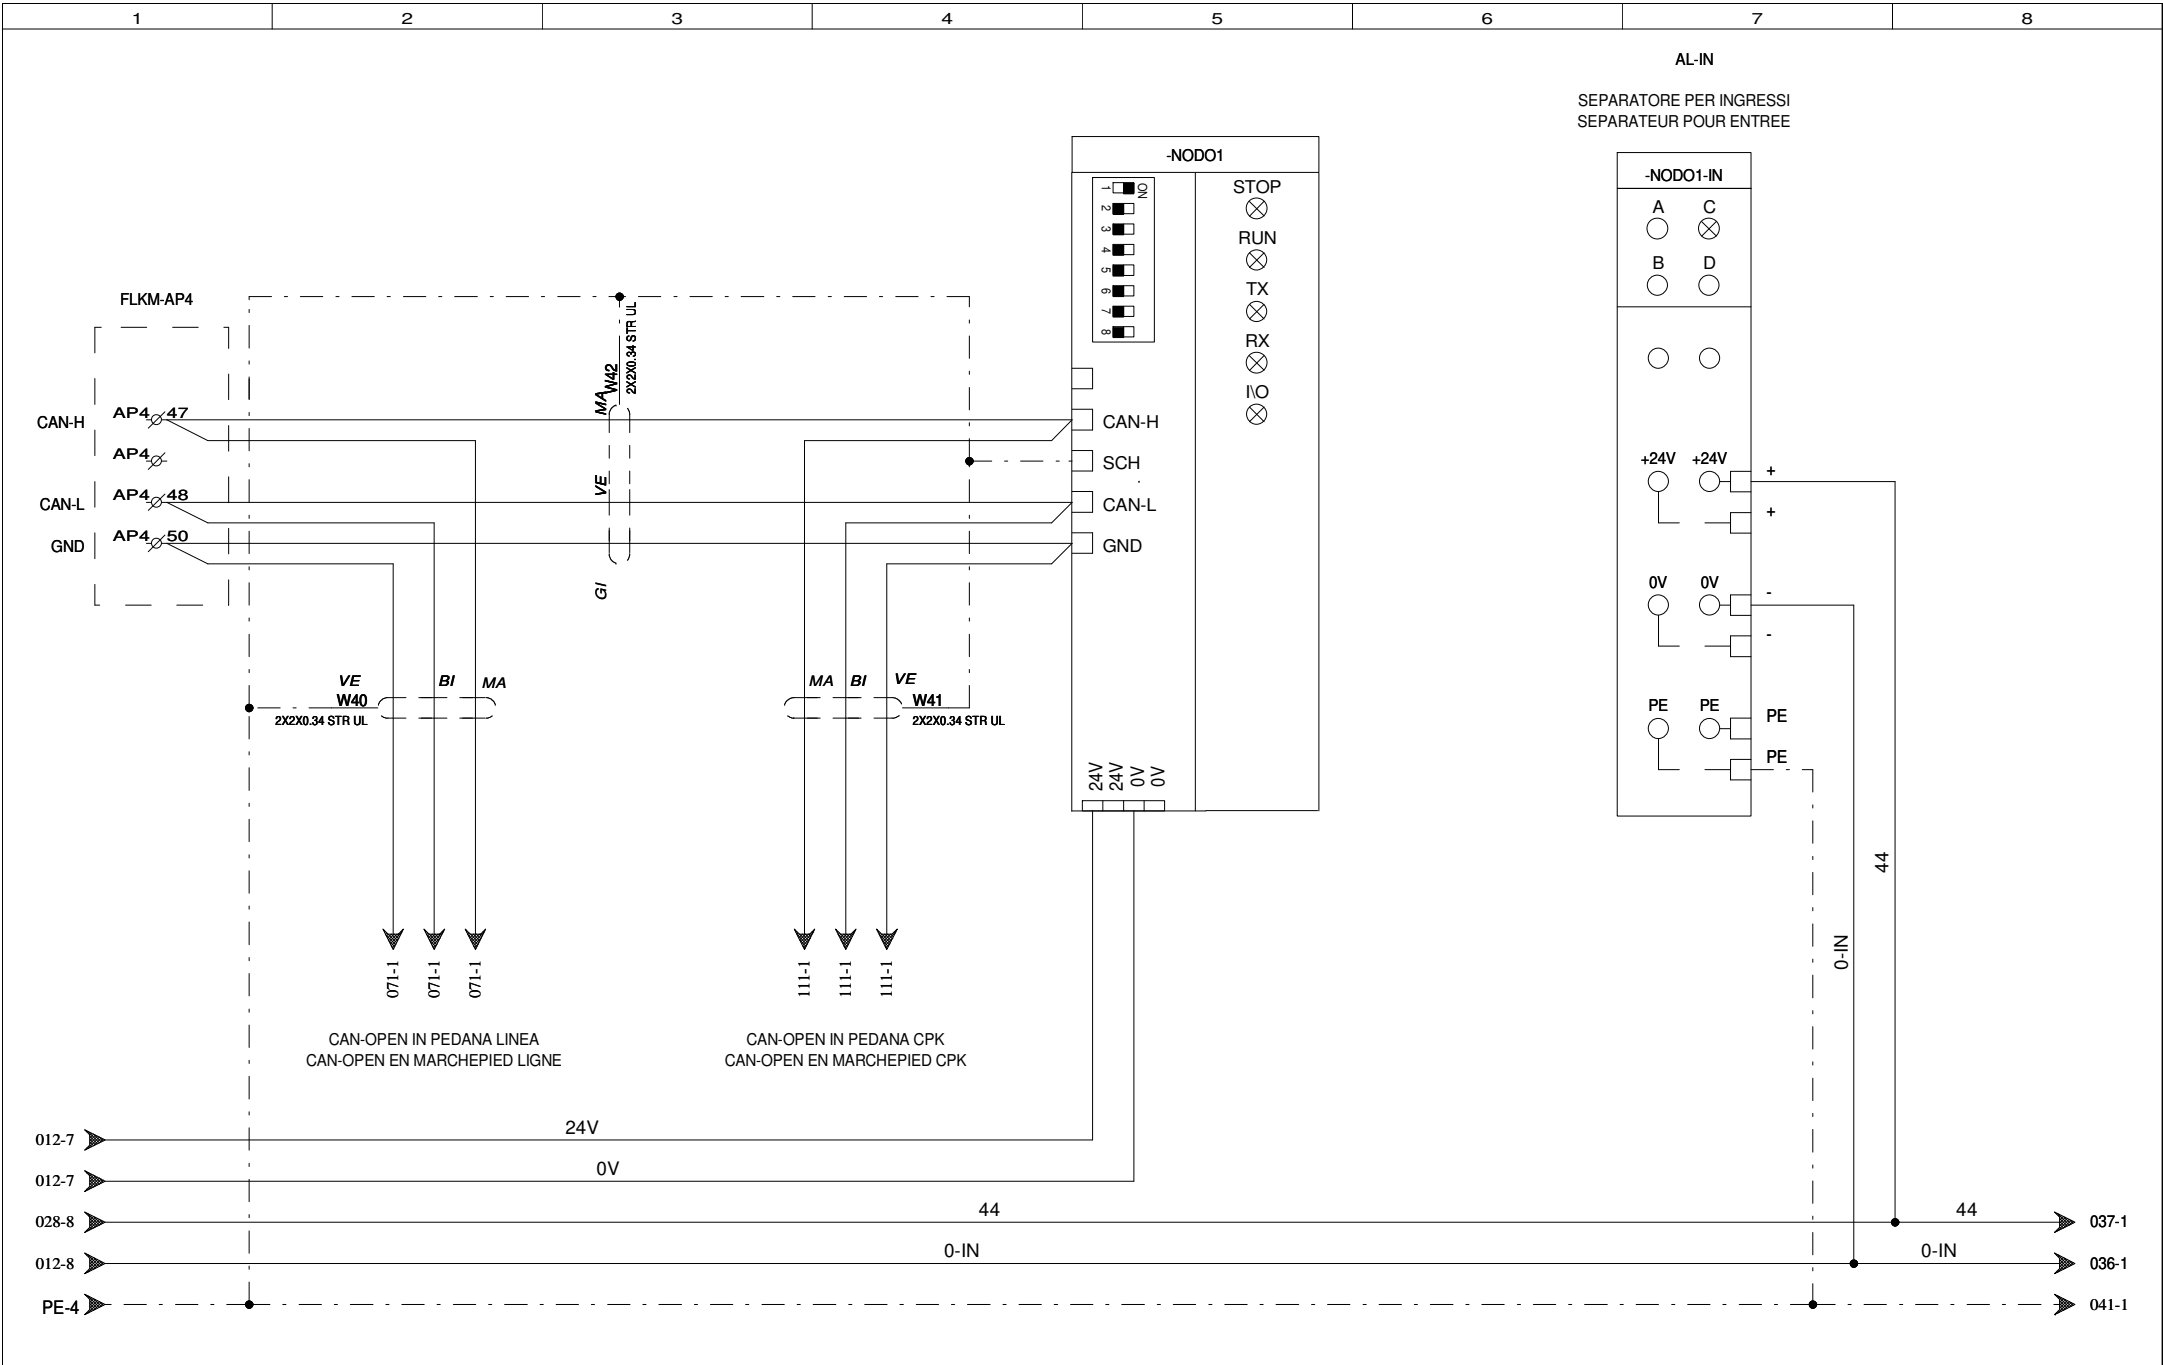 1 2 3 4 5 6 7 8
AL-IN
SEPARATORE PER INGRESSI
SEPARATEUR POUR ENTREE
-NODO1
ON
1
2
3
4
5
6
7
8
STOP
RUN
TX
RX
I\O
-NODO1-IN
A C
B D
FLKM-AP4
W42
2X2X0.34 STR UL
MA
VE
GI
CAN-H AP4 47
AP4
CAN-L AP4 48
GND AP4 50
CAN-H
SCH
CAN-L
GND
+24V +24V +
+
0V 0V -
-
PE PE PE
PE
VE BI MA
W40
2X2X0.34 STR UL
MA BI VE
W41
2X2X0.34 STR UL
24V 24V 0V 0V
44
0-IN
071-1 071-1 071-1
111-1 111-1 111-1
CAN-OPEN IN PEDANA LINEA
CAN-OPEN EN MARCHEPIED LIGNE
CAN-OPEN IN PEDANA CPK
CAN-OPEN EN MARCHEPIED CPK
012-7 24V
012-7 0V
028-8 44 44 037-1
012-8 0-IN 0-IN 036-1
PE-4 041-1